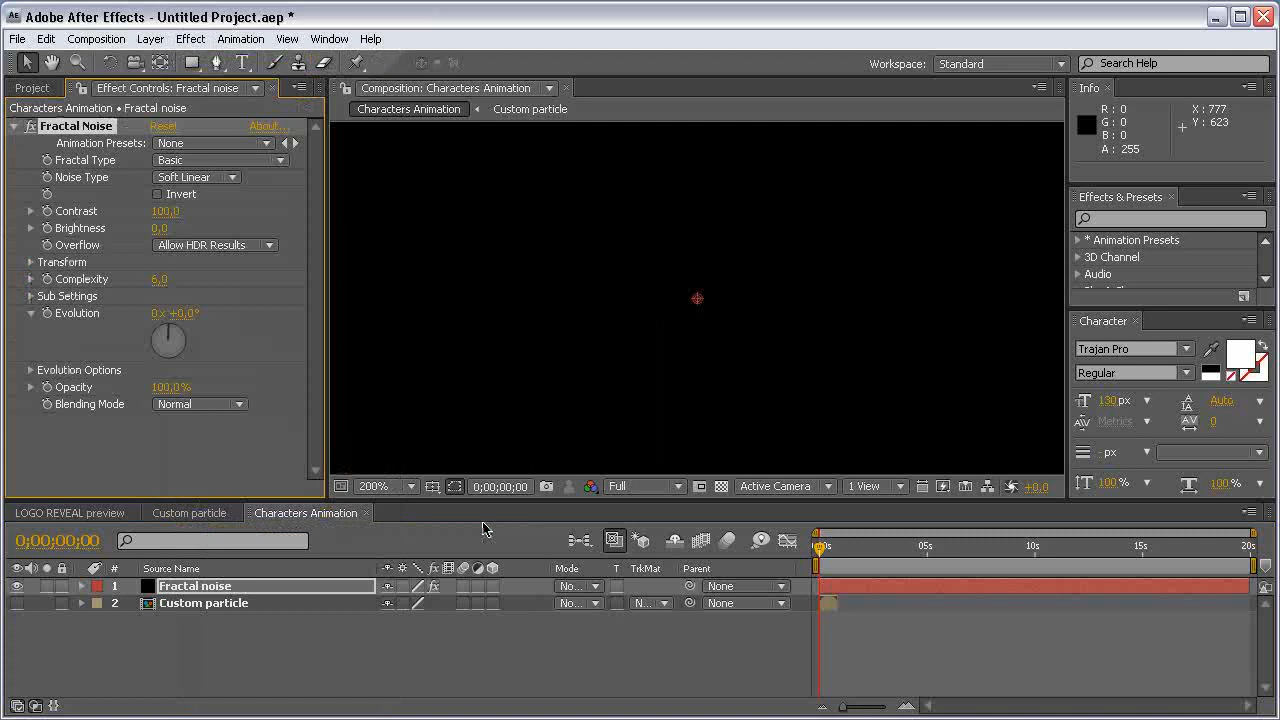 Adobe After Effects - Untitled Project.aep *
File Edit Composition Layer Effect Animation View Window Help
Workspace: Standard Search Help
Project Effect Controls: Fractal noise
Composition: Characters Animation
Info
Characters Animation • Fractal noise
Characters Animation Custom particle
R: 0
G: 0
B: 0
A: 255
X: 777
Y: 623
fx Fractal Noise Reset About...
Animation Presets: None
Fractal Type Basic
Noise Type Soft Linear
Invert
Contrast 100,0
Brightness 0,0
Overflow Allow HDR Results
Transform
Complexity 6,0
Sub Settings
Evolution 0x +0,0°
Evolution Options
Opacity 100,0%
Blending Mode Normal
Effects & Presets
* Animation Presets
3D Channel
Audio
Character
Trajan Pro
Regular
130 px Auto
Metrics 0
- px
100 % 100 %
200% 0;00;00;00 Full Active Camera 1 View +0,0
LOGO REVEAL preview Custom particle Characters Animation
0;00;00;00
# Source Name Mode T TrkMat Parent
1 Fractal noise No... None
2 Custom particle No... N... None
05s 10s 15s 20s